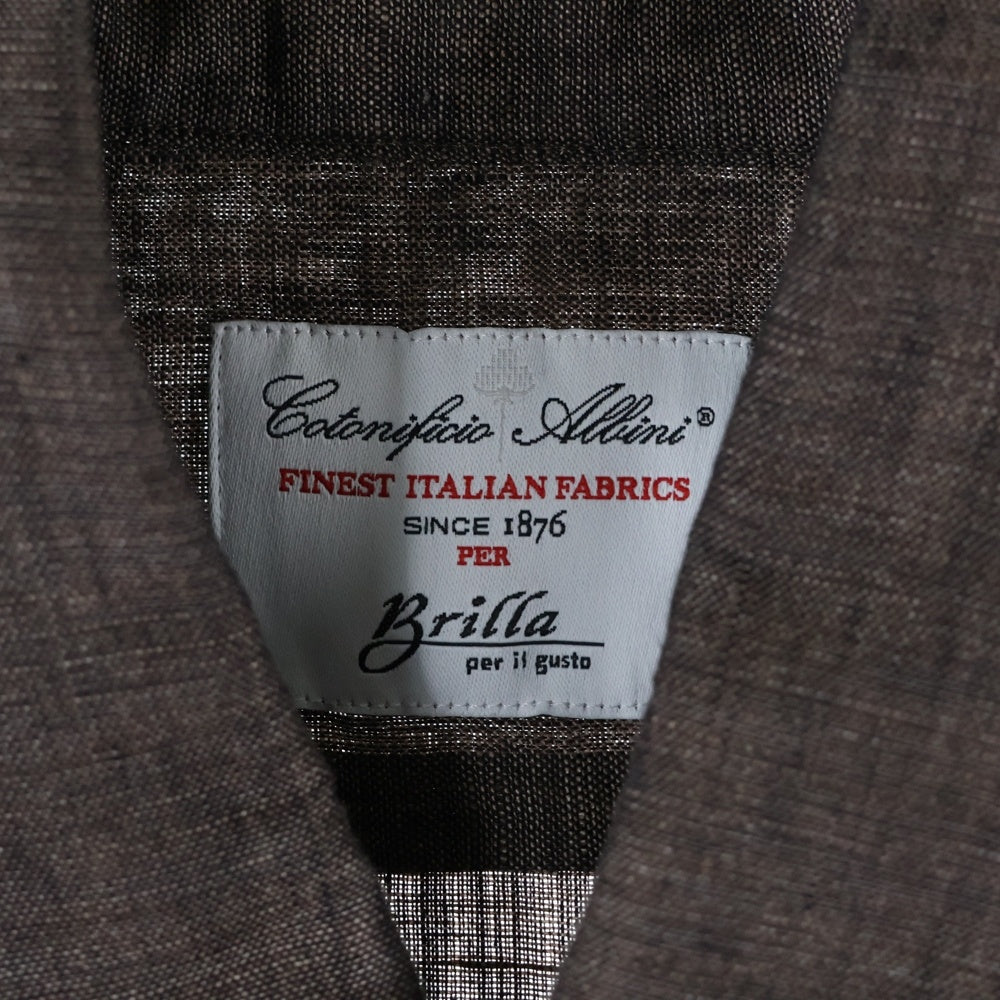 Cotonificio Albini®
FINEST ITALIAN FABRICS
SINCE 1876
PER
Brilla
per il gusto